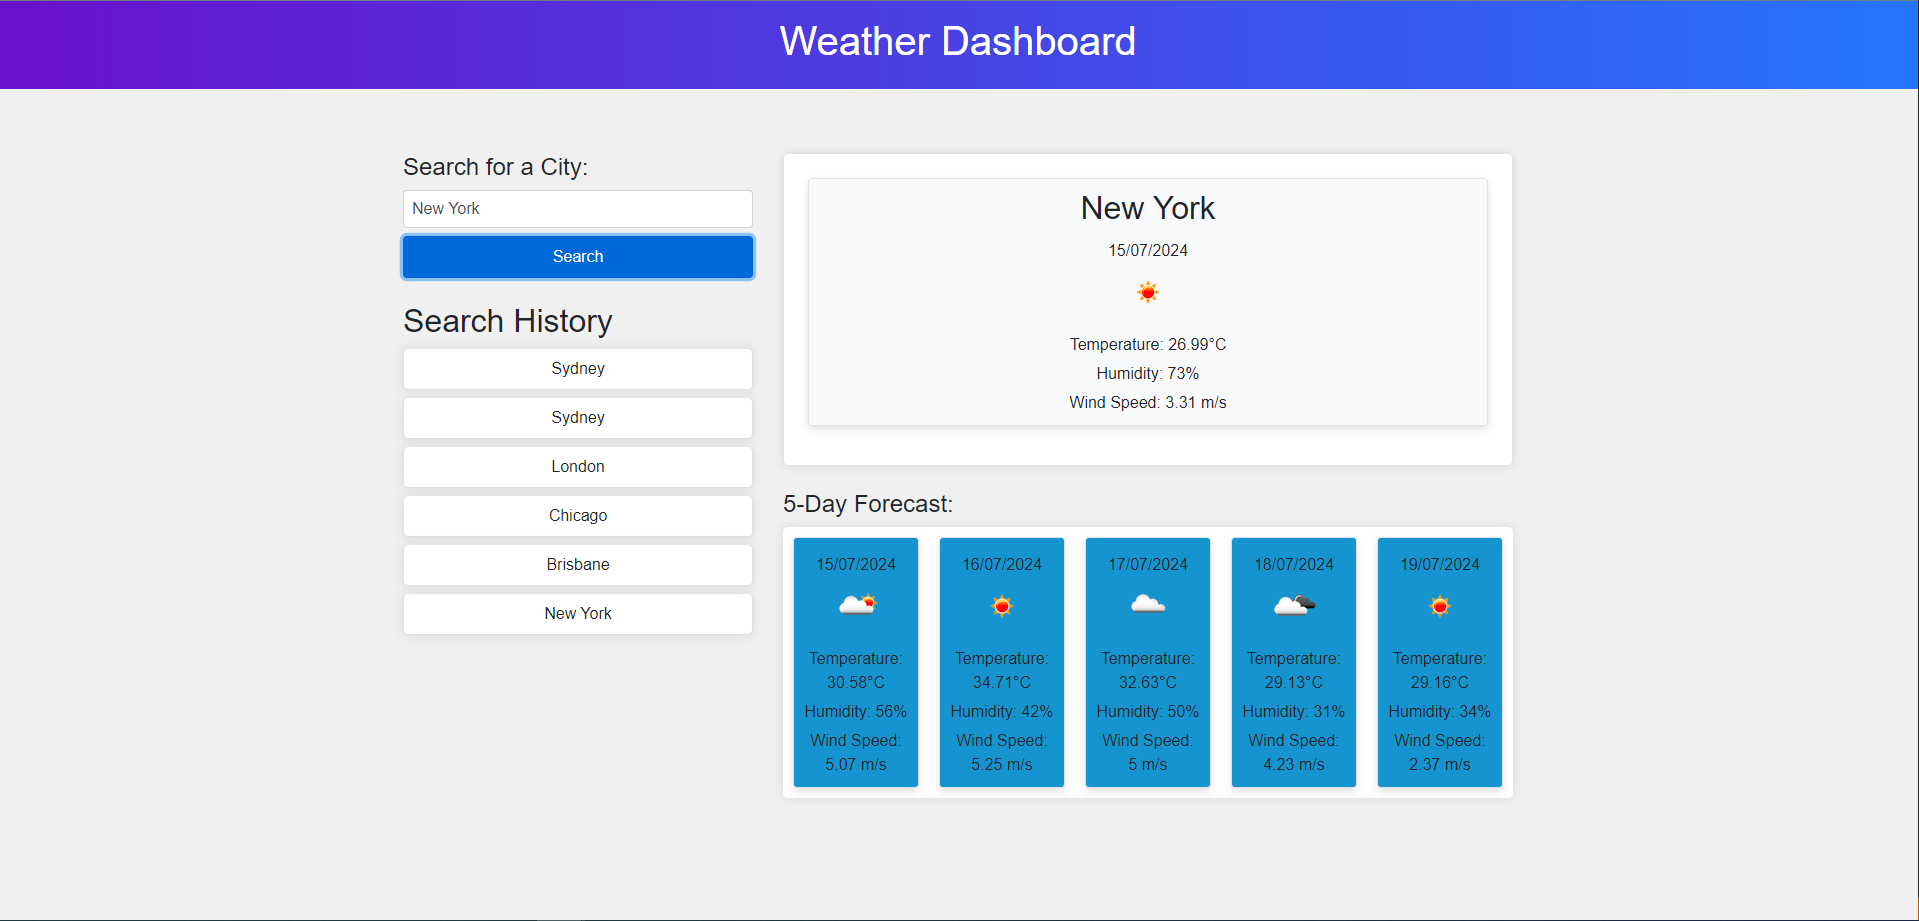 Weather Dashboard
Search for a City:
New York
Search
Search History
Sydney
Sydney
London
Chicago
Brisbane
New York
New York
15/07/2024
Temperature: 26.99°C
Humidity: 73%
Wind Speed: 3.31 m/s
5-Day Forecast:
15/07/2024
Temperature:
30.58°C
Humidity: 56%
Wind Speed:
5.07 m/s
16/07/2024
Temperature:
34.71°C
Humidity: 42%
Wind Speed:
5.25 m/s
17/07/2024
Temperature:
32.63°C
Humidity: 50%
Wind Speed:
5 m/s
18/07/2024
Temperature:
29.13°C
Humidity: 31%
Wind Speed:
4.23 m/s
19/07/2024
Temperature:
29.16°C
Humidity: 34%
Wind Speed:
2.37 m/s